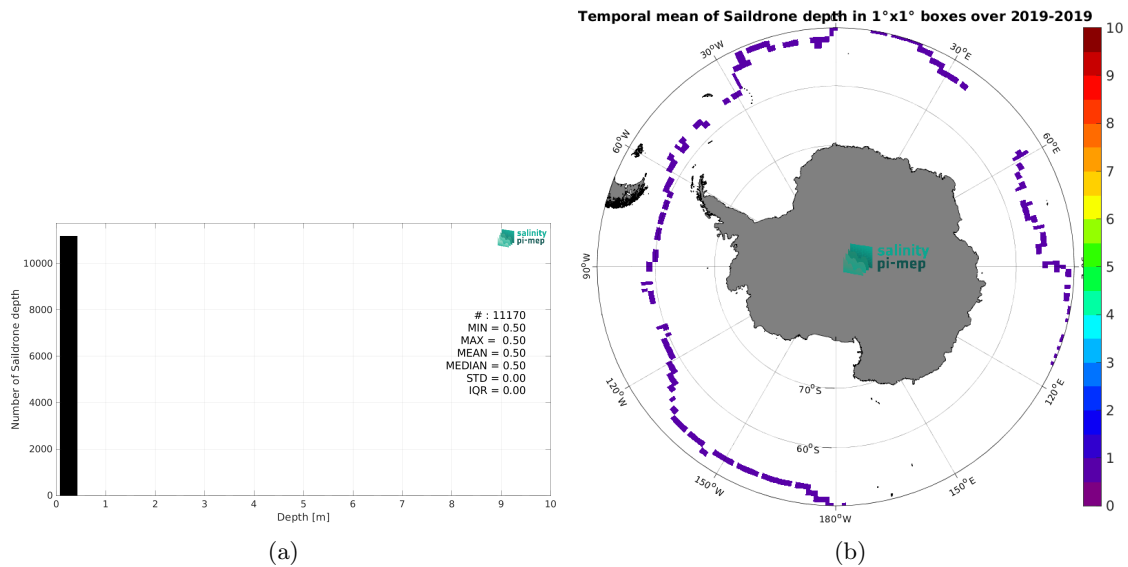 Temporal mean of Saildrone depth in 1°x1° boxes over 2019-2019
Number of Saildrone depth
10000
8000
6000
4000
2000
0
0 1 2 3 4 5 6 7 8 9 10
Depth [m]
salinity
pi-mep
# : 11170
MIN = 0.50
MAX = 0.50
MEAN = 0.50
MEDIAN = 0.50
STD = 0.00
IQR = 0.00
(a)
30°W
30°E
60°W
60°E
90°W
120°W
120°E
150°W
150°E
180°W
70°S
60°S
salinity
pi-mep
10
9
8
7
6
5
4
3
2
1
0
(b)